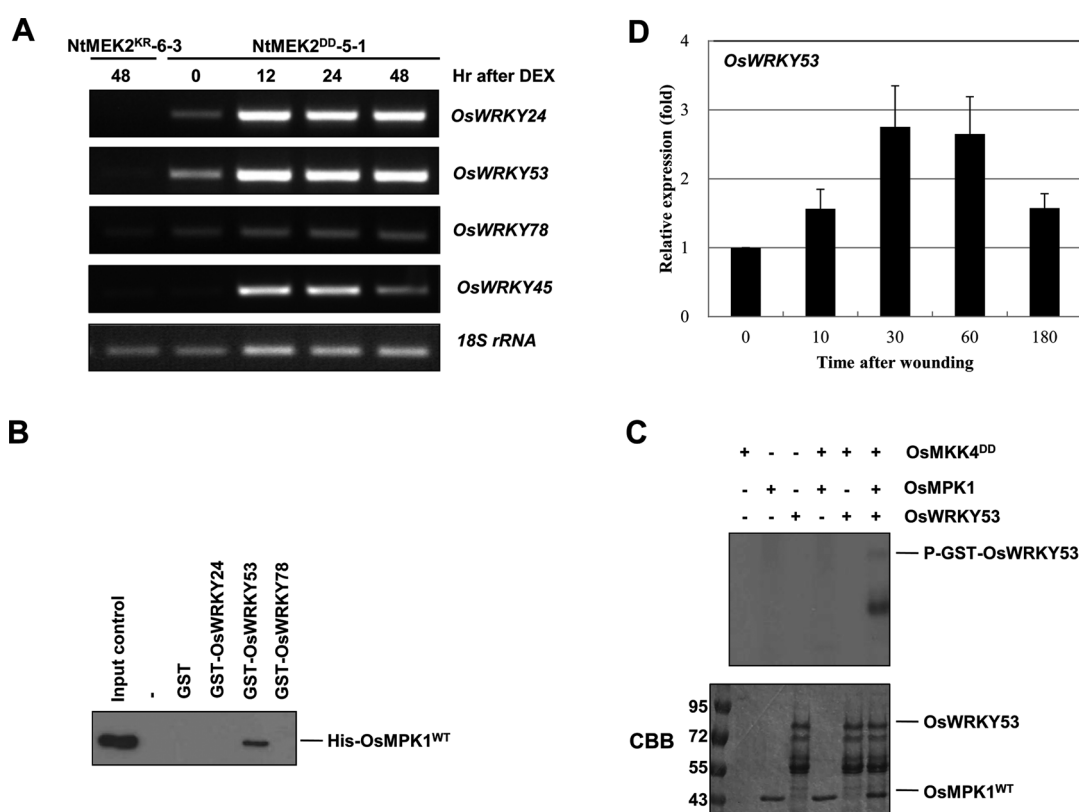 A
NtMEK2KR-6-3 NtMEK2DD-5-1
48 0 12 24 48 Hr after DEX
OsWRKY24
OsWRKY53
OsWRKY78
OsWRKY45
18S rRNA
D
OsWRKY53
Relative expression (fold)
4
3
2
1
0
0 10 30 60 180
Time after wounding
B
Input control
-
GST
GST-OsWRKY24
GST-OsWRKY53
GST-OsWRKY78
His-OsMPK1WT
C
+ - - + + + OsMKK4DD
- + - + - + OsMPK1
- - + - + + OsWRKY53
P-GST-OsWRKY53
CBB
95
72
55
43
OsWRKY53
OsMPK1WT